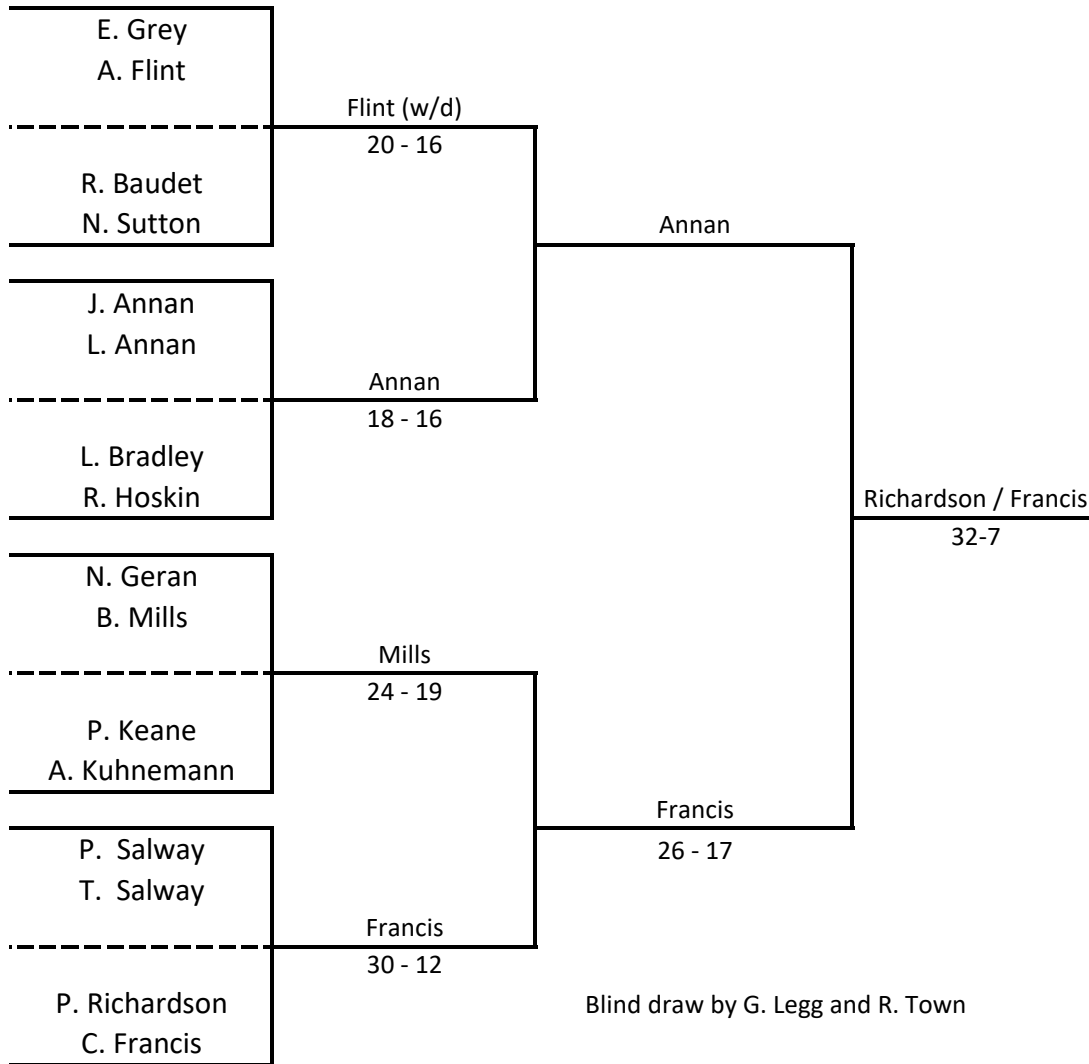 E. Grey
A. Flint
Flint (w/d)
20 - 16
R. Baudet
N. Sutton
Annan
J. Annan
L. Annan
Annan
18 - 16
L. Bradley
R. Hoskin
Richardson / Francis
32-7
N. Geran
B. Mills
Mills
24 - 19
P. Keane
A. Kuhnemann
Francis
26 - 17
P. Salway
T. Salway
Francis
30 - 12
P. Richardson
C. Francis
Blind draw by G. Legg and R. Town